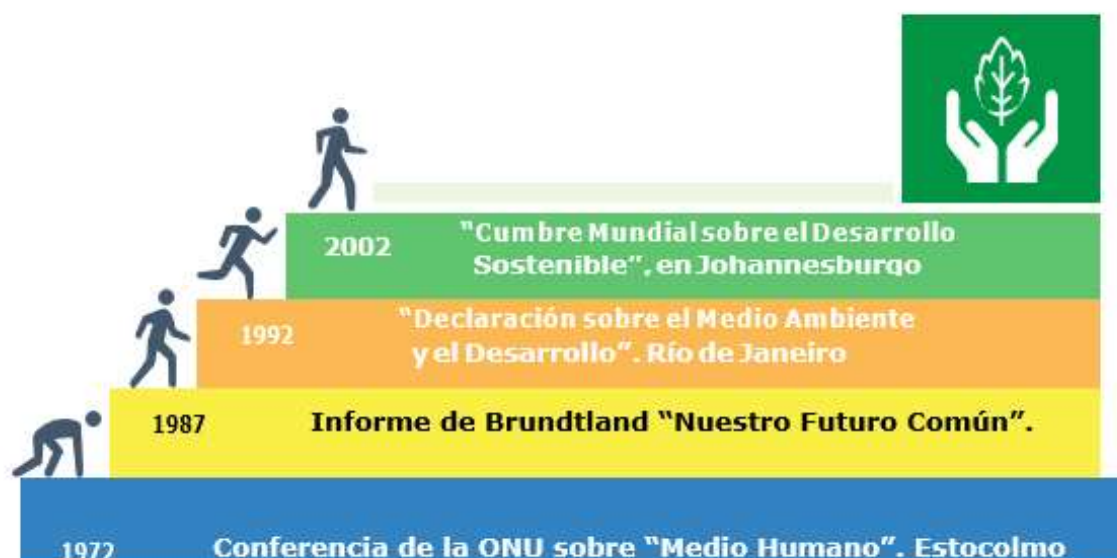 2002
“Cumbre Mundial sobre el Desarrollo
Sostenible”, en Johannesburgo
1992
“Declaración sobre el Medio Ambiente
y el Desarrollo”. Río de Janeiro
1987 Informe de Brundtland “Nuestro Futuro Común”.
1972 Conferencia de la ONU sobre “Medio Humano”. Estocolmo